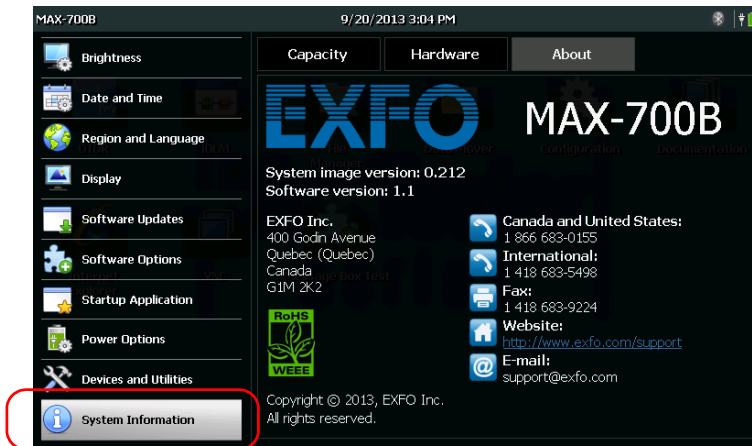 MAX-700B
9/20/2013 3:04 PM
Brightness
Date and Time
Region and Language
Display
Software Updates
Software Options
Startup Application
Power Options
Devices and Utilities
System Information
Capacity
Hardware
About
EXFO
MAX-700B
System image version: 0.212
Software version: 1.1
EXFO Inc.
400 Godin Avenue
Quebec (Quebec)
Canada
G1M 2K2
RoHS
WEEE
Canada and United States:
1 866 683-0155
International:
1 418 683-5498
Fax:
1 418 683-9224
Website:
http://www.exfo.com/support
E-mail:
support@exfo.com
Copyright © 2013, EXFO Inc.
All rights reserved.
Manager
Configuration
Documentation